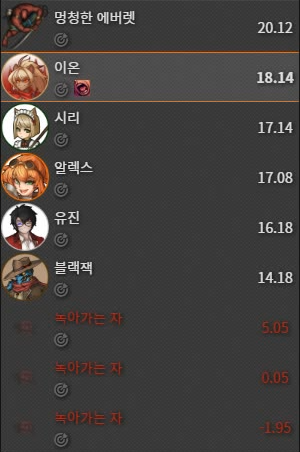 멍청한 에버렛
20.12
이온
18.14
시리
17.14
알렉스
17.08
유진
16.18
블랙잭
14.18
녹아가는 자
5.05
녹아가는 자
0.05
녹아가는 자
-1.95